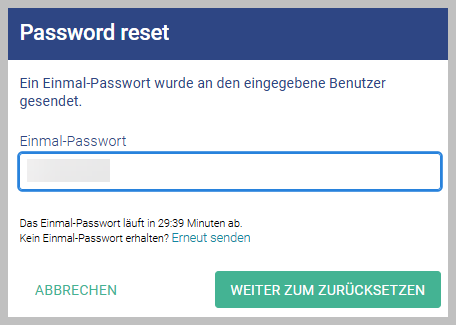 Password reset
Ein Einmal-Passwort wurde an den eingegebene Benutzer
gesendet.
Einmal-Passwort
Das Einmal-Passwort läuft in 29:39 Minuten ab.
Kein Einmal-Passwort erhalten? Erneut senden
ABBRECHEN
WEITER ZUM ZURÜCKSETZEN